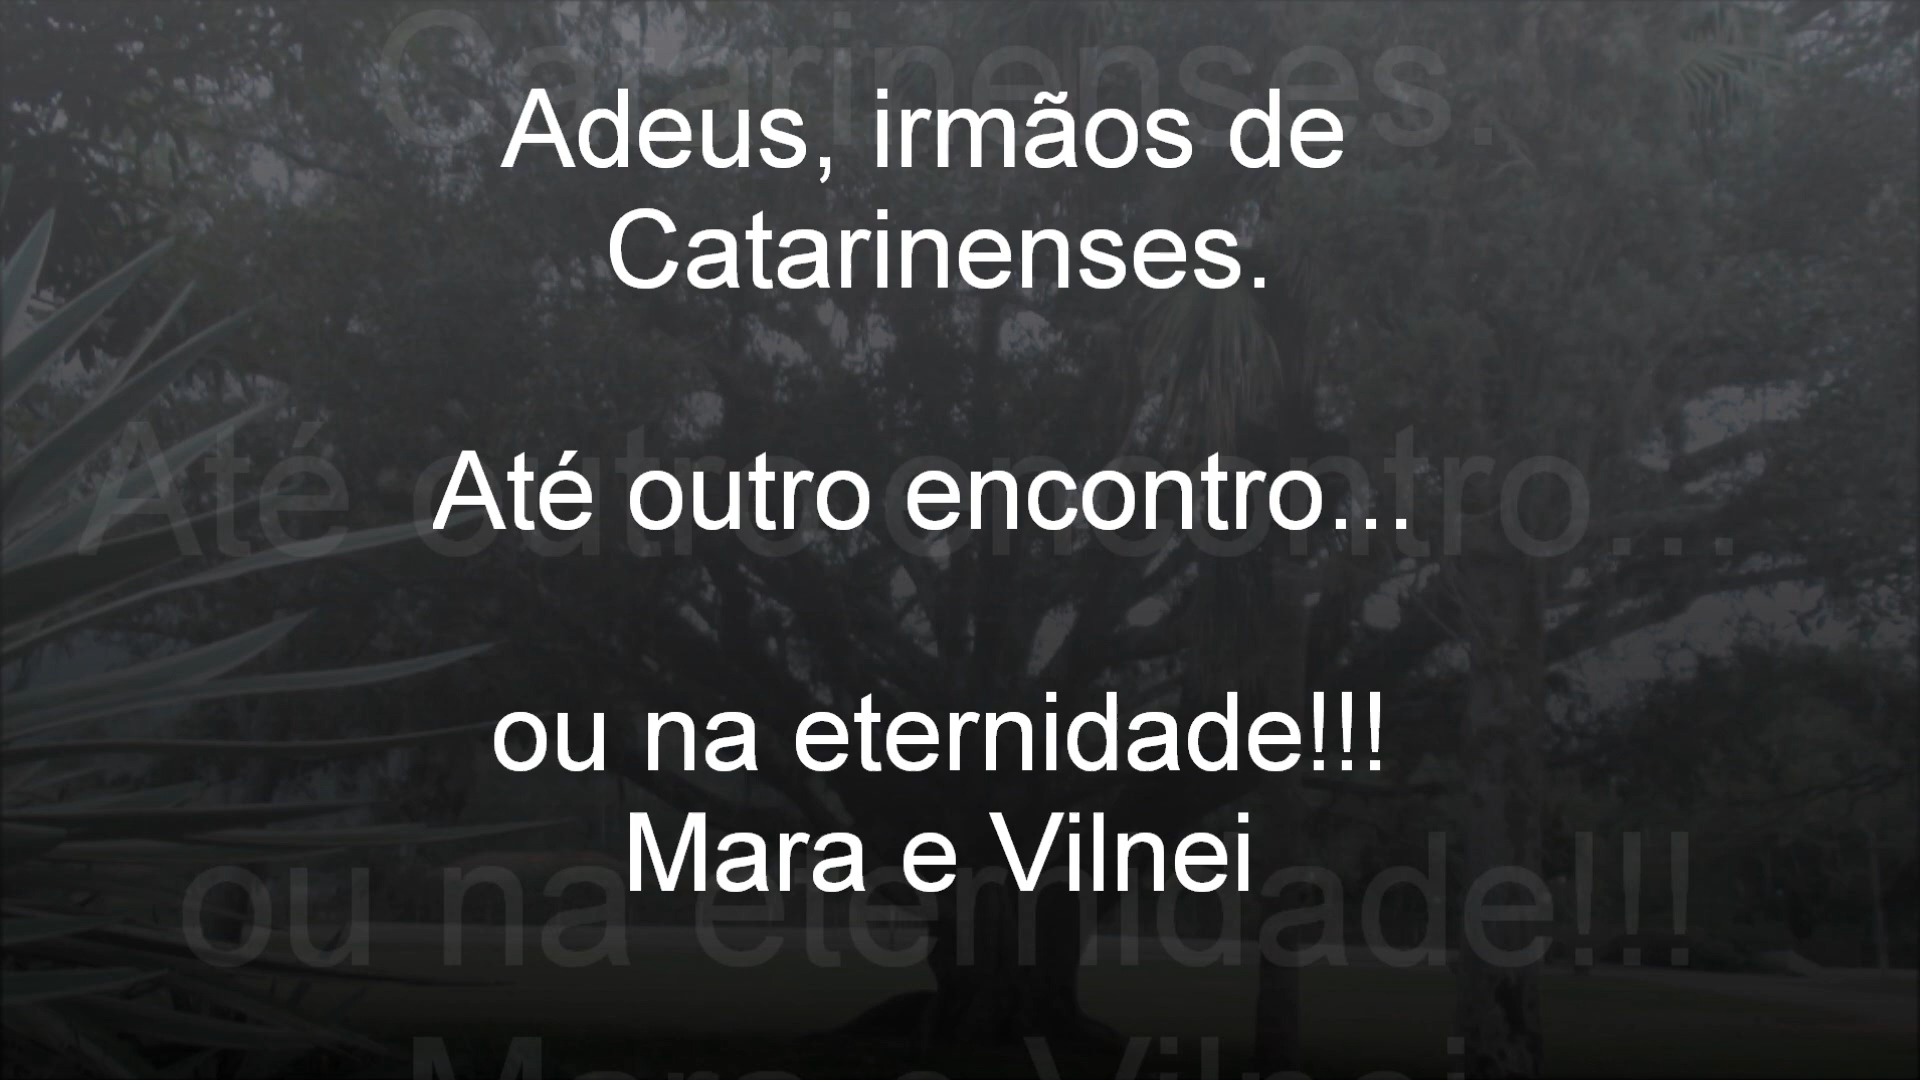 Adeus, irmãos de
Catarinenses.
Até outro encontro...
ou na eternidade!!!
Mara e Vilnei